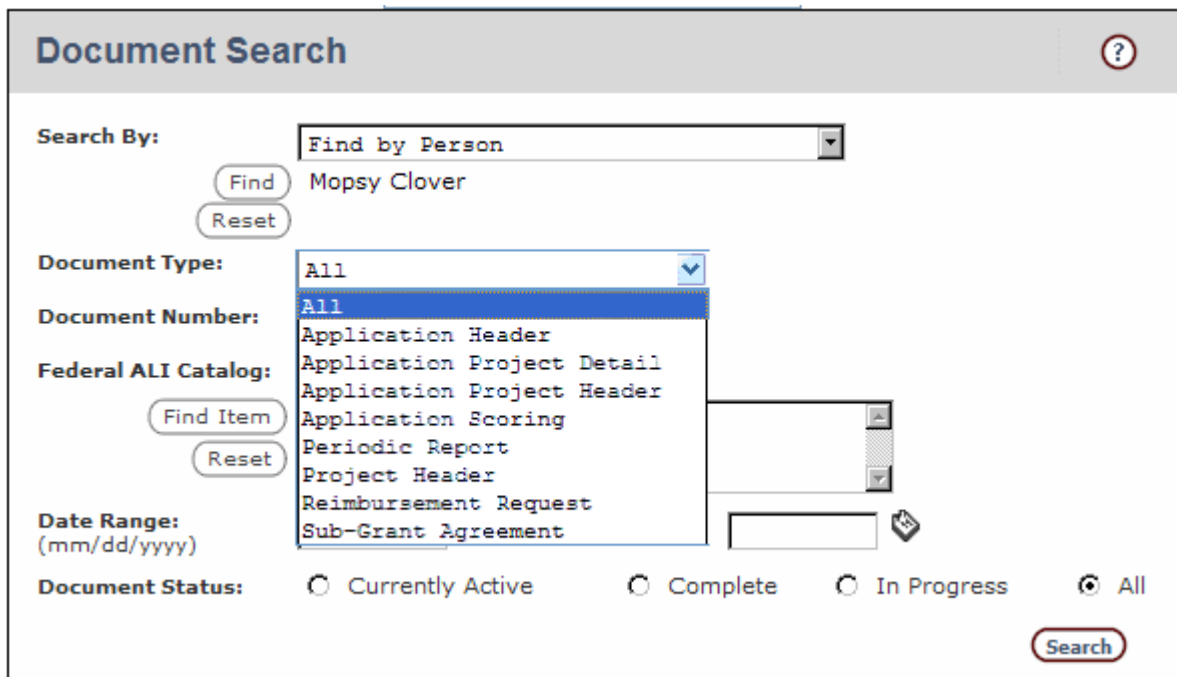 Document Search
?
Search By:
Find by Person
Find
Mopsy Clover
Reset
Document Type:
All
All
Document Number:
Application Header
Application Project Detail
Federal ALI Catalog:
Application Project Header
Find Item
Application Scoring
Periodic Report
Reset
Project Header
Reimbursement Request
Date Range:
Sub-Grant Agreement
(mm/dd/yyyy)
Document Status:
Currently Active
Complete
In Progress
All
Search